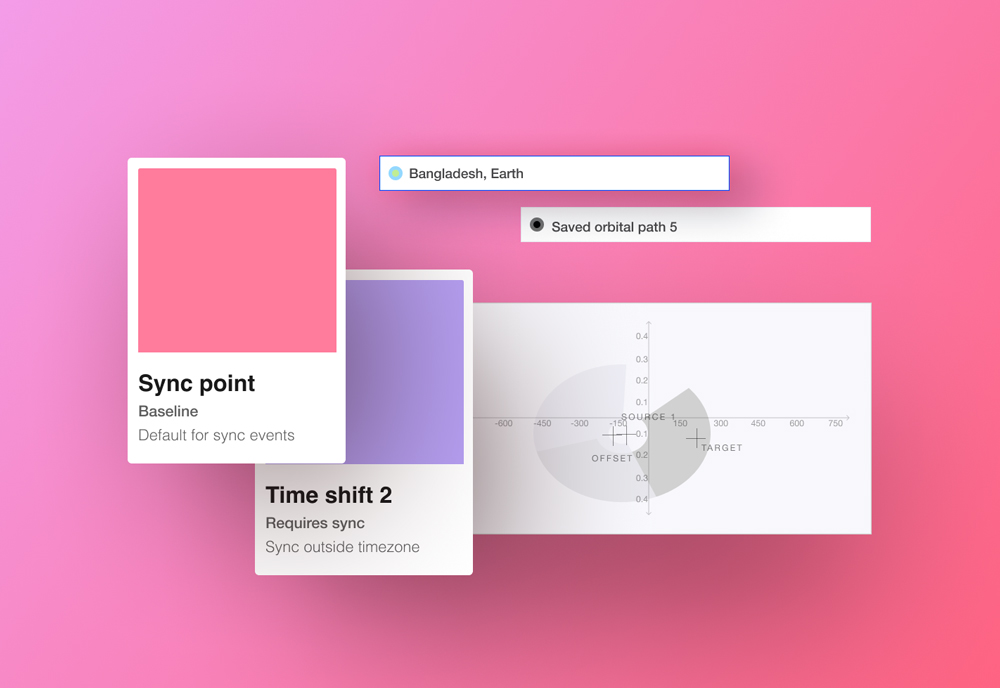 Bangladesh, Earth
Saved orbital path 5
Sync point
Baseline
Default for sync events
Time shift 2
Requires sync
Sync outside timezone
0.4
0.3
0.2
0.1
SOURCE 1
-600 -450 -300 -150 150 300 450 600 750
0.1
OFFSET 0.2
TARGET
0.3
0.4